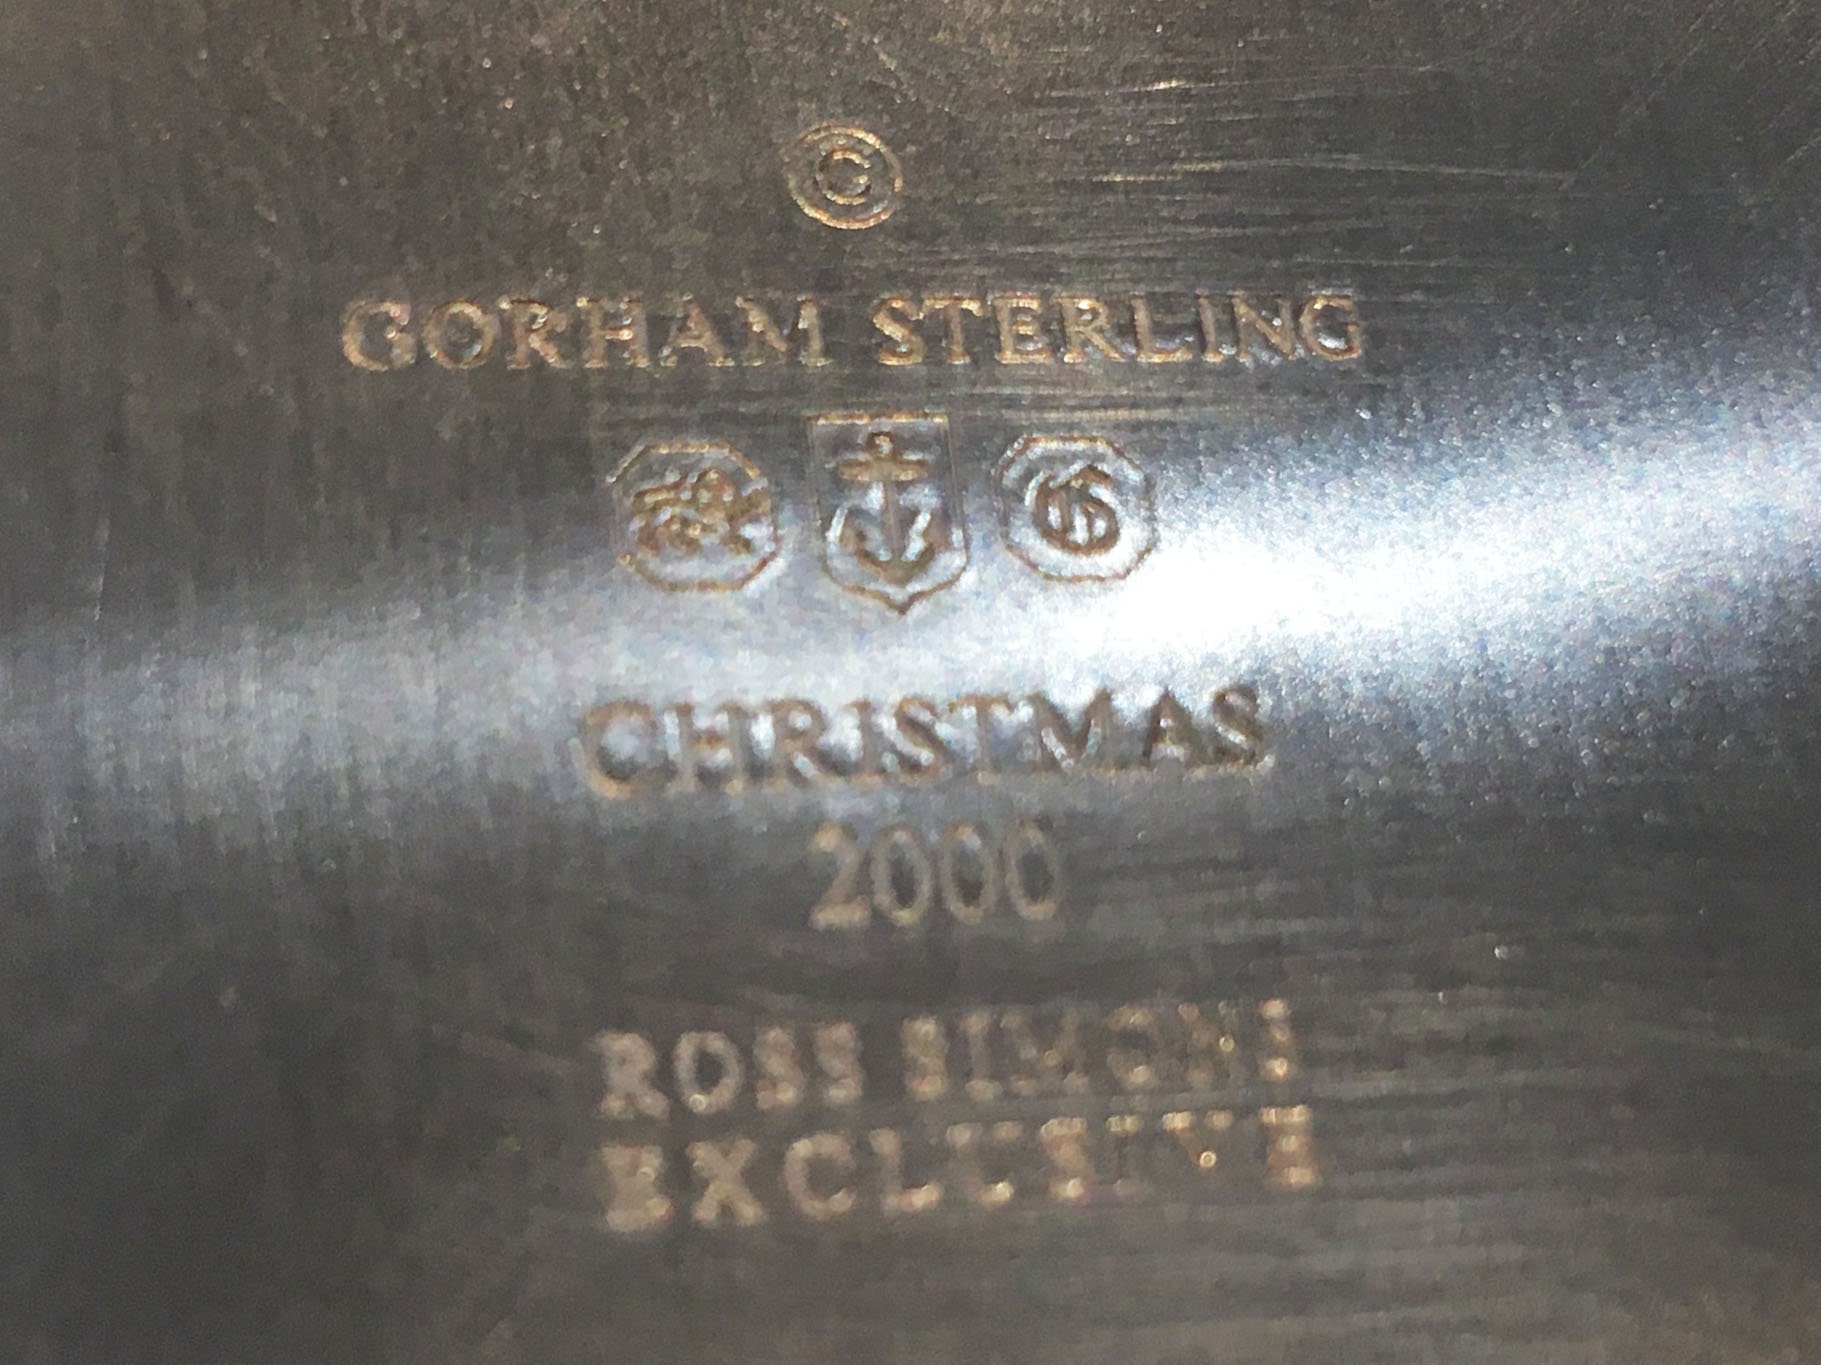 ©
GORHAM STERLING
G
CHRISTMAS
2000
ROSS SIMONS
EXCLUSIVE